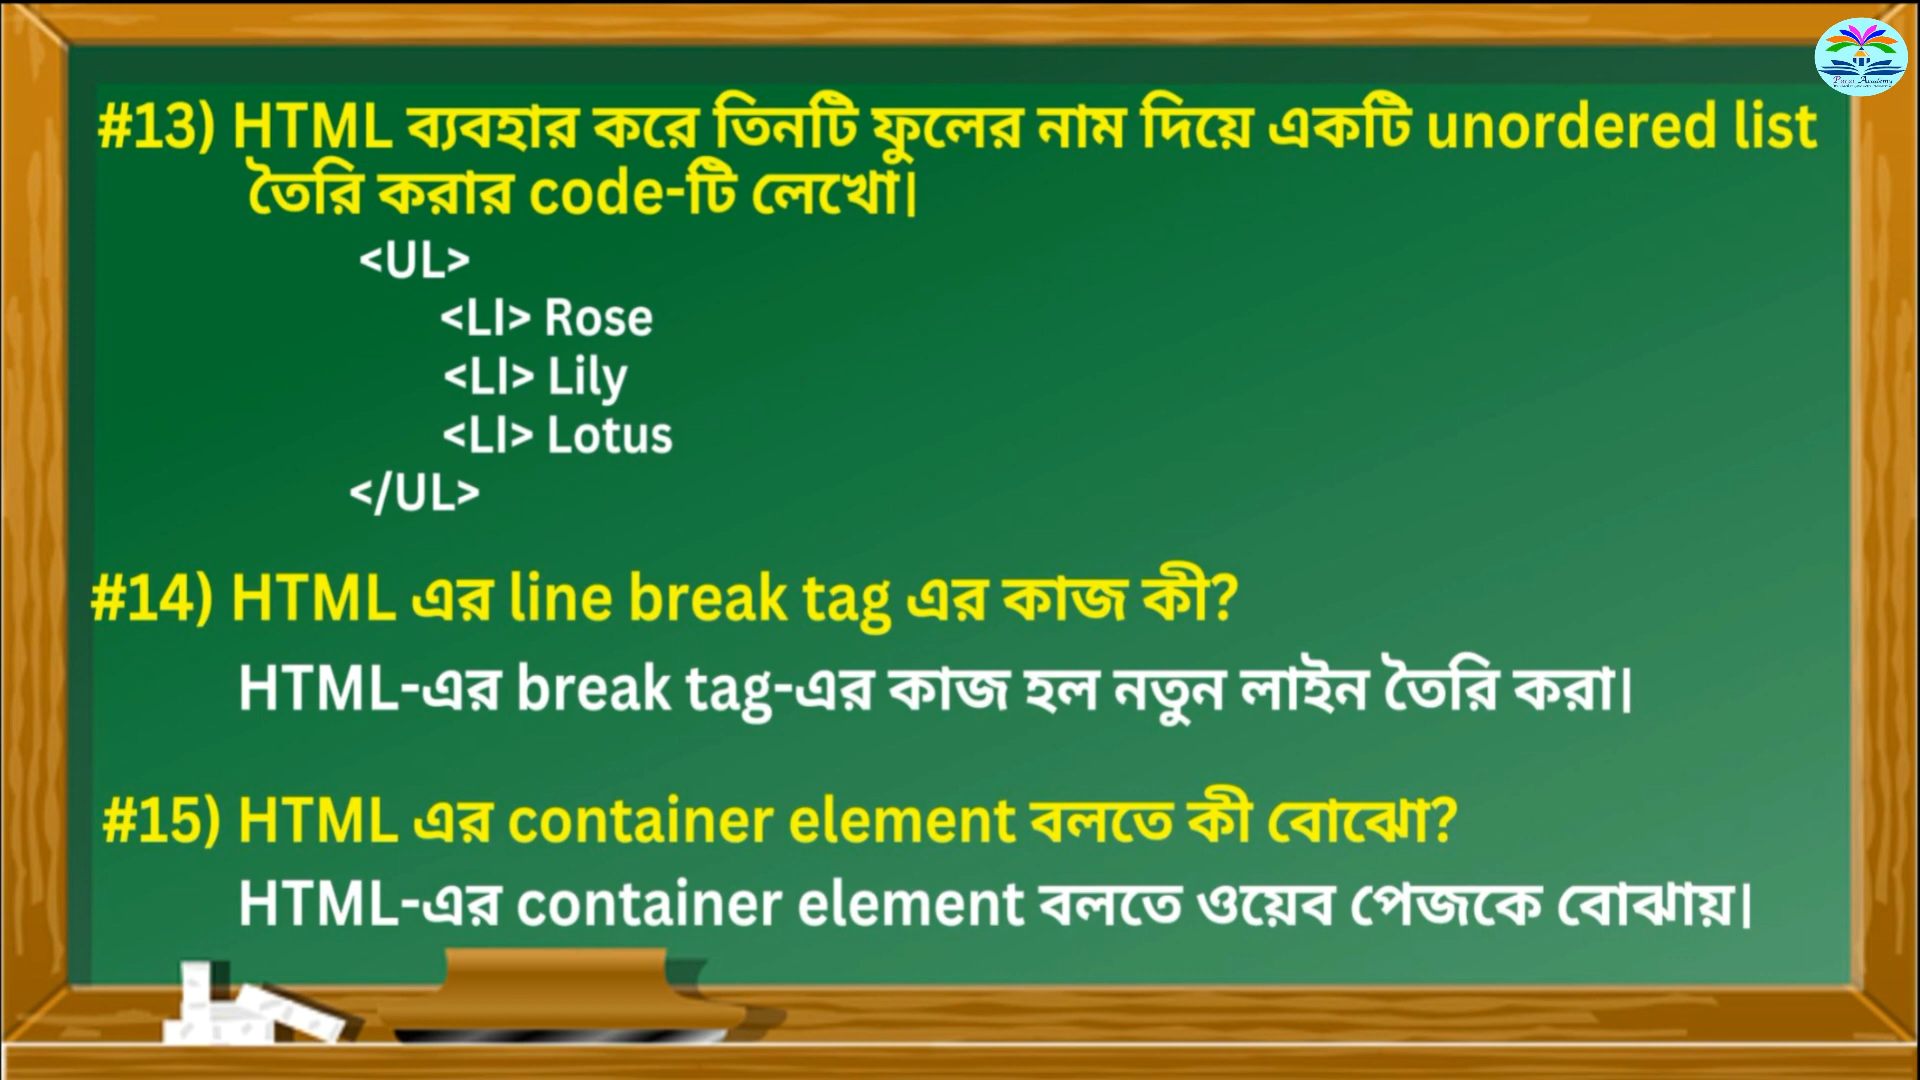 #13) HTML ব্যবহার করে তিনটি ফুলের নাম দিয়ে একটি unordered list
তৈরি করার code-টি লেখো।
<UL>
<LI> Rose
<LI> Lily
<LI> Lotus
</UL>
#14) HTML এর line break tag এর কাজ কী?
HTML-এর break tag-এর কাজ হল নতুন লাইন তৈরি করা।
#15) HTML এর container element বলতে কী বোঝো?
HTML-এর container element বলতে ওয়েব পেজকে বোঝায়।